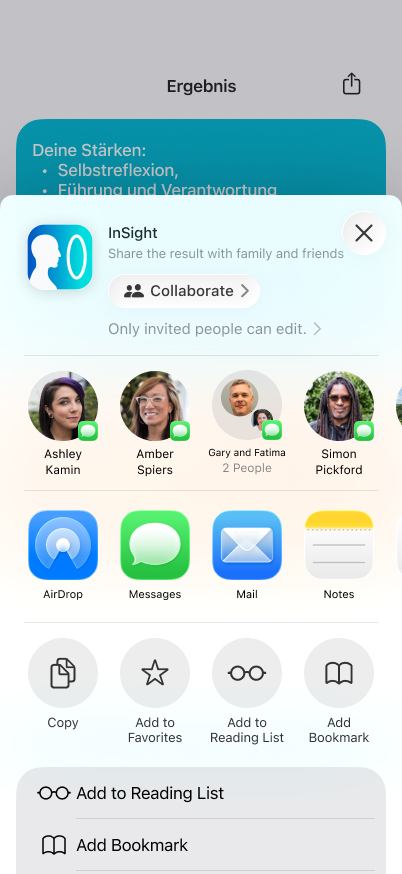 Ergebnis
Deine Stärken:
• Selbstreflexion,
• Führung und Verantwortung
InSight
Share the result with family and friends
Collaborate
Only invited people can edit.
Ashley
Kamin
Amber
Spiers
Gary and Fatima
2 People
Simon
Pickford
AirDrop
Messages
Mail
Notes
Copy
Add to
Favorites
Add to
Reading List
Add
Bookmark
Add to Reading List
Add Bookmark